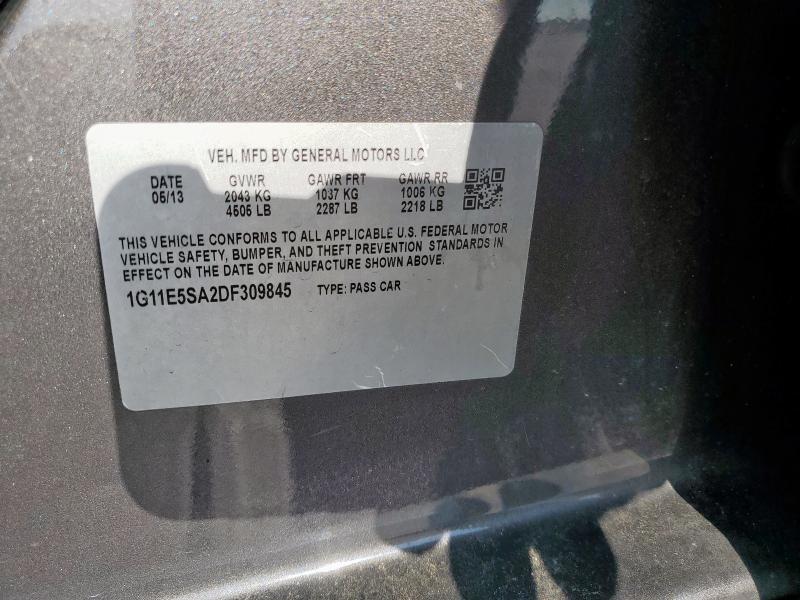 VEH. MFD BY GENERAL MOTORS LLC
DATE GVWR GAWR FRT GAWR RR
05/13 2043 KG 1037 KG 1006 KG
4505 LB 2287 LB 2218 LB
THIS VEHICLE CONFORMS TO ALL APPLICABLE U.S. FEDERAL MOTOR
VEHICLE SAFETY, BUMPER, AND THEFT PREVENTION STANDARDS IN
EFFECT ON THE DATE OF MANUFACTURE SHOWN ABOVE.
1G11E5SA2DF309845 TYPE: PASS CAR